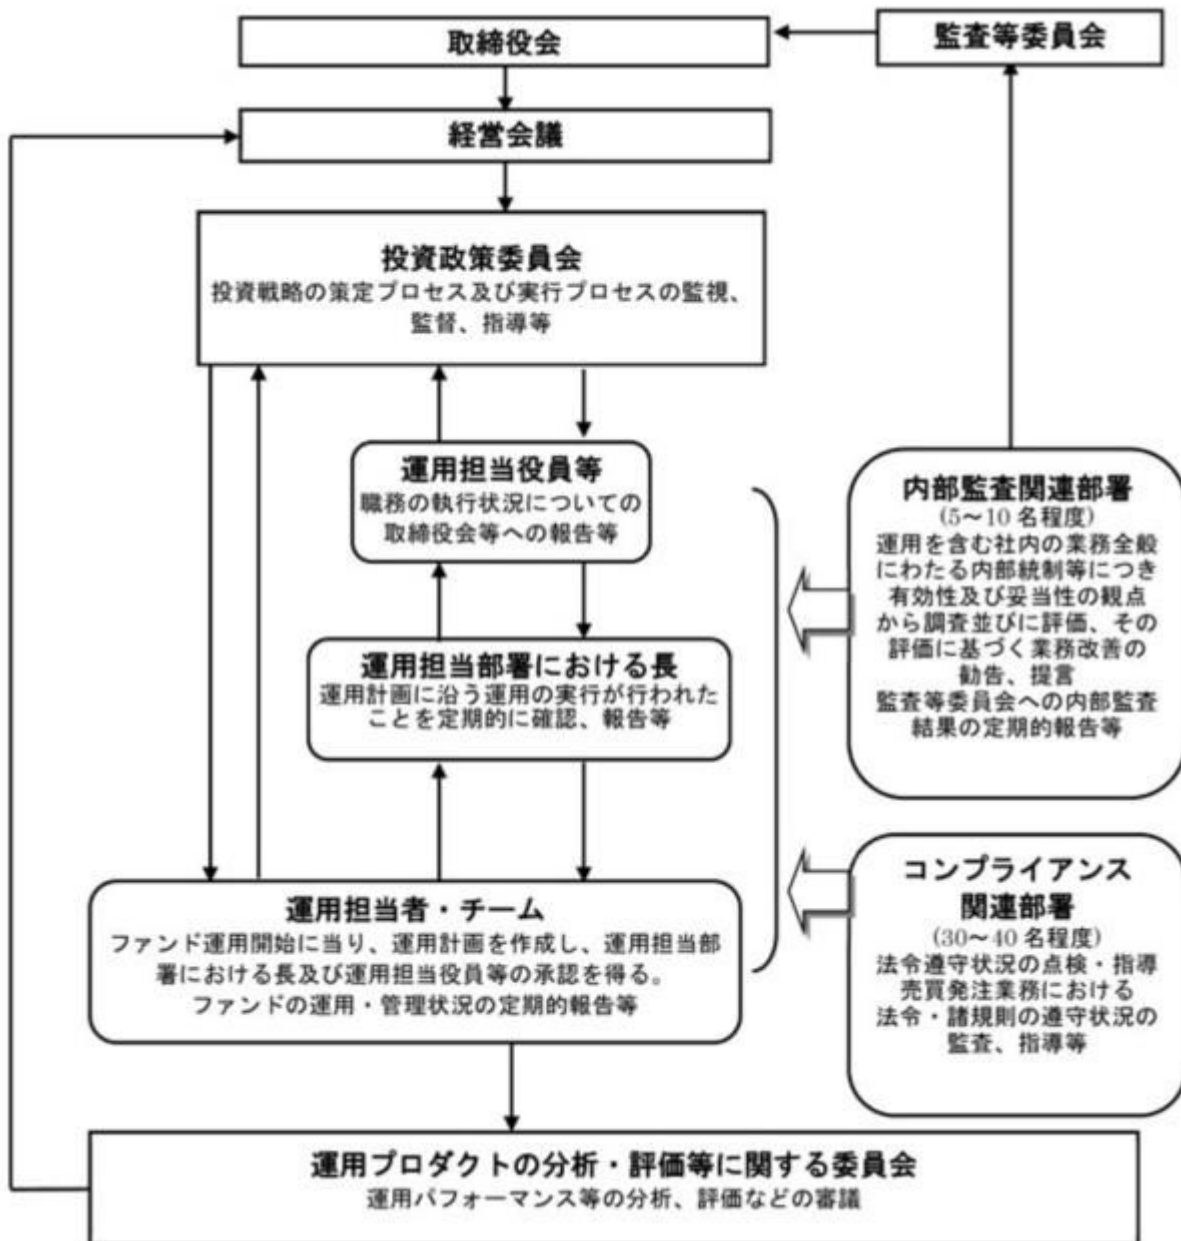 取締役会
監査等委員会
経営会議
投資政策委員会
投資戦略の策定プロセス及び実行プロセスの監視、
監督、指導等
運用担当役員等
職務の執行状況についての
取締役会等への報告等
運用担当部署における長
運用計画に沿う運用の実行が行われた
ことを定期的に確認、報告等
運用担当者・チーム
ファンド運用開始に当り、運用計画を作成し、運用担当部
署における長及び運用担当役員等の承認を得る。
ファンドの運用・管理状況の定期的報告等
内部監査関連部署
(5〜10 名程度)
運用を含む社内の業務全般
にわたる内部統制等につき
有効性及び妥当性の観点
から調査並びに評価、その
評価に基づく業務改善の
勧告、提言
監査等委員会への内部監査
結果の定期的報告等
コンプライアンス
関連部署
(30〜40 名程度)
法令遵守状況の点検・指導
売買発注業務における
法令・諸規則の遵守状況の
監査、指導等
運用プロダクトの分析・評価等に関する委員会
運用パフォーマンス等の分析、評価などの審議